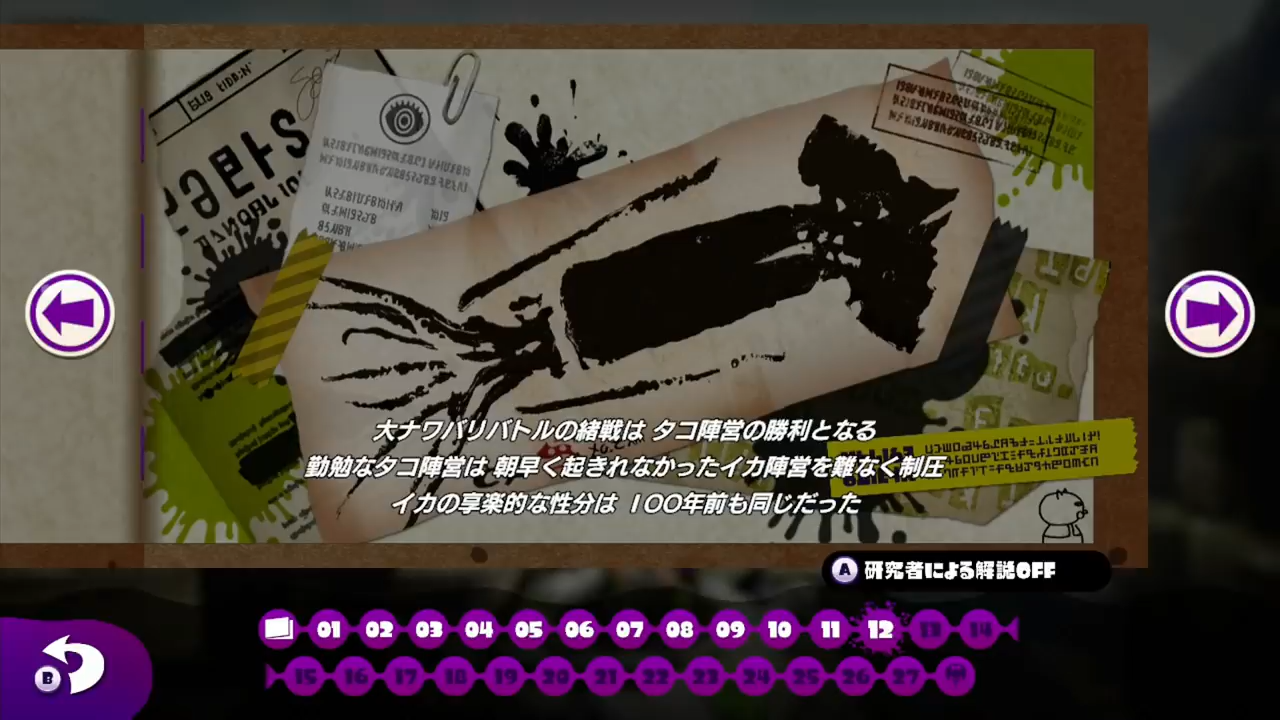 大ナワバリバトルの緒戦は タコ陣営の勝利となる
勤勉なタコ陣営は 朝早く起きれなかったイカ陣営を難なく制圧
イカの享楽的な性分は 100年前も同じだった
A 研究者による解説OFF
01 02 03 04 05 06 07 08 09 10 11 12 13 14
15 16 17 18 19 20 21 22 23 24 25 26 27
B